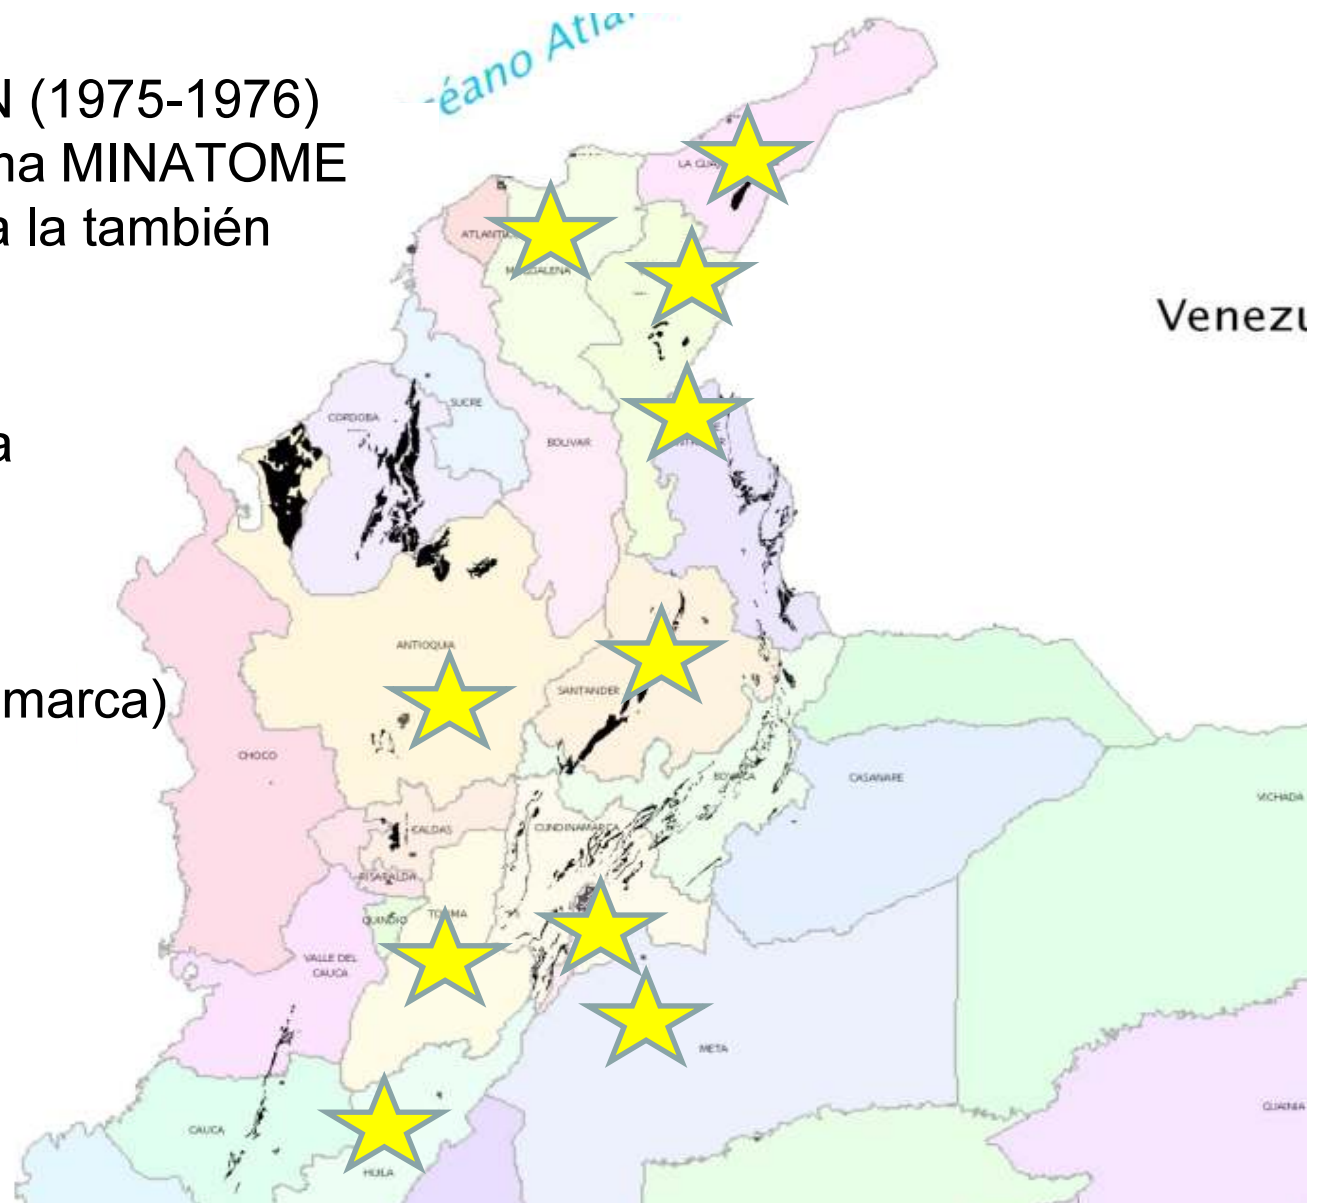 N (1975-1976)
na MINATOME
a la también
a
marca)
éano Atla
Venezu
LA GUA
ATLANTIC
MAGDALENA
CORDOBA
SUCRE
BOLIVAR
ANTIOQUIA
SANTANDER
CHOCO
BOYACA
CASANARE
VICHADA
CALDAS
CUNDINAMARCA
RISARALDA
QUINDIO
TOLIMA
VALLE DEL
CAUCA
META
GUAINIA
CAUCA
HUILA